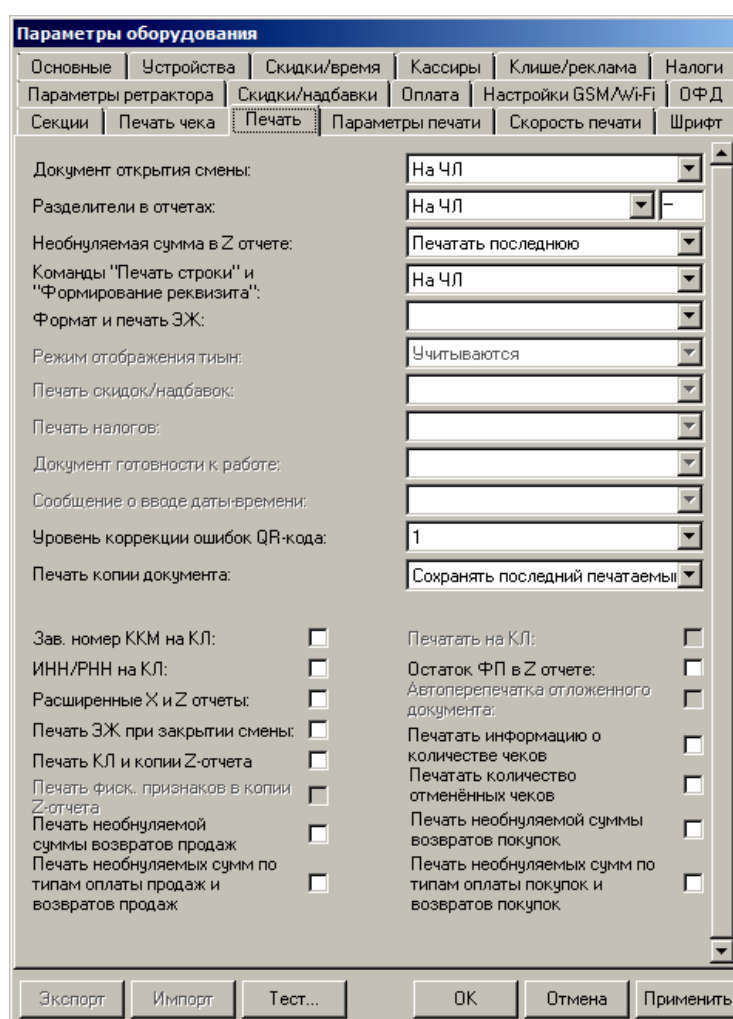 Параметры оборудования
Основные Устройства Скидки/время Кассиры Клише/реклама Налоги
Параметры ретрактора Скидки/надбавки Оплата Настройки GSM/Wi-Fi ОФД
Секции Печать чека Печать Параметры печати Скорость печати Шрифт
Документ открытия смены: На ЧЛ
Разделители в отчетах: На ЧЛ –
Необнуляемая сумма в Z отчете: Печатать последнюю
Команды "Печать строки" и
"Формирование реквизита": На ЧЛ
Формат и печать ЭЖ:
Режим отображения тиын: Учитываются
Печать скидок/надбавок:
Печать налогов:
Документ готовности к работе:
Сообщение о вводе даты-времени:
Уровень коррекции ошибок QR-кода: 1
Печать копии документа: Сохранять последний печатаемы
Зав. номер ККМ на КЛ:
ИНН/РНН на КЛ:
Расширенные X и Z отчеты:
Печать ЭЖ при закрытии смены:
Печать КЛ и копии Z-отчета
Печать фиск. признаков в копии
Z-отчета
Печать необнуляемой
суммы возвратов продаж
Печать необнуляемых сумм по
типам оплаты продаж и
возвратов продаж
Печатать на КЛ:
Остаток ФП в Z отчете:
Автоперепечатка отложенного
документа:
Печатать информацию о
количестве чеков
Печатать количество
отменённых чеков
Печать необнуляемой суммы
возвратов покупок
Печать необнуляемых сумм по
типам оплаты покупок и
возвратов покупок
Экспорт Импорт Тест... OK Отмена Применить